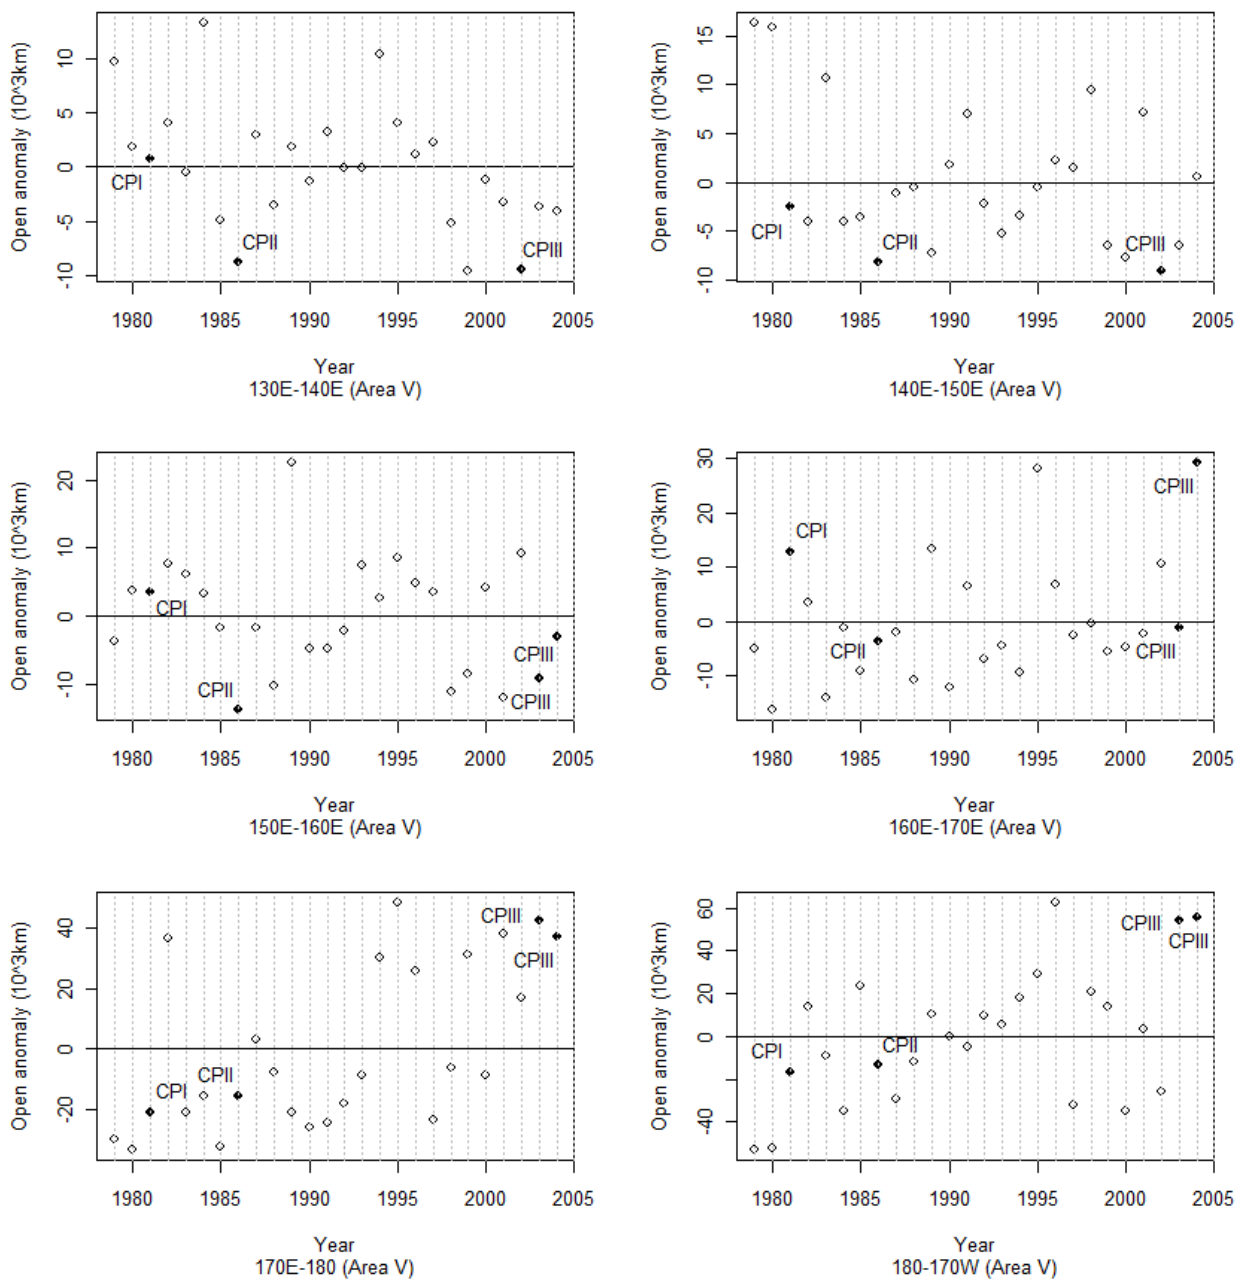 Open anomaly (10^3km)
10
5
0
-5
-10
CPI
CPII
CPIII
1980 1985 1990 1995 2000 2005
Year
130E-140E (Area V)
Open anomaly (10^3km)
15
10
5
0
-5
-10
CPI
CPII
CPIII
1980 1985 1990 1995 2000 2005
Year
140E-150E (Area V)
Open anomaly (10^3km)
20
10
0
-10
CPI
CPII
CPIII
CPIII
1980 1985 1990 1995 2000 2005
Year
150E-160E (Area V)
Open anomaly (10^3km)
30
20
10
0
-10
CPIII
CPI
CPII
CPIII
1980 1985 1990 1995 2000 2005
Year
160E-170E (Area V)
Open anomaly (10^3km)
40
20
0
-20
CPIII
CPIII
CPI
CPII
1980 1985 1990 1995 2000 2005
Year
170E-180 (Area V)
Open anomaly (10^3km)
60
40
20
0
-40
CPIII
CPIII
CPI
CPII
1980 1985 1990 1995 2000 2005
Year
180-170W (Area V)